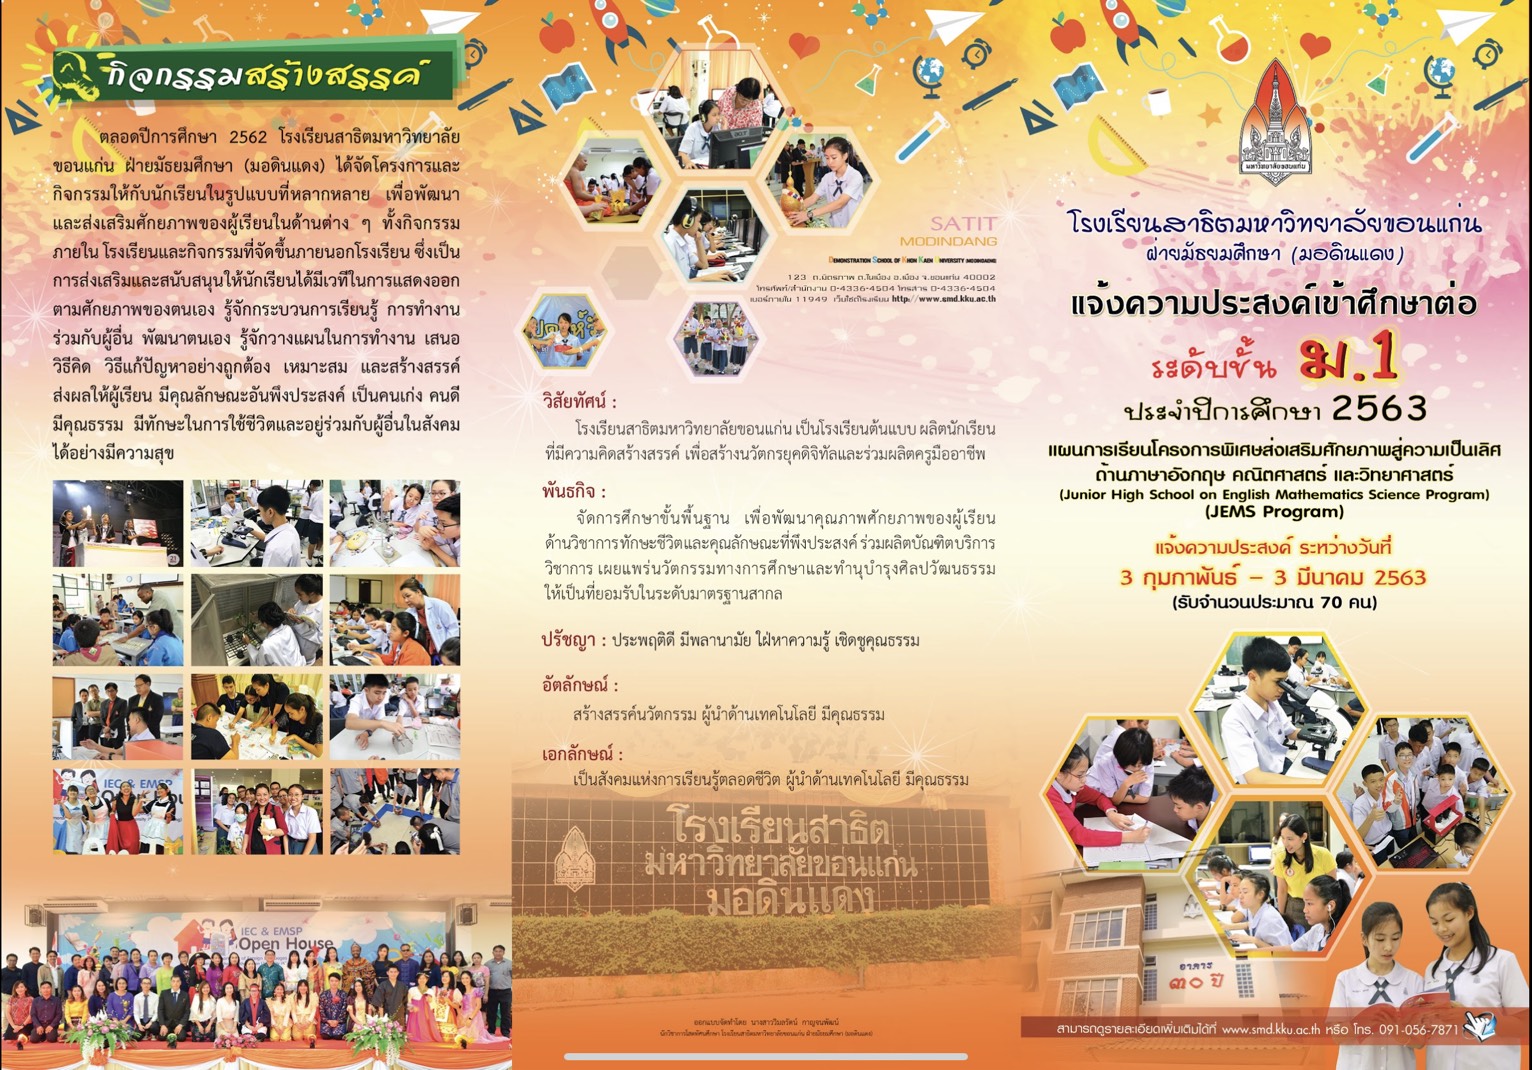 กิจกรรมสร้างสรรค์
ตลอดปีการศึกษา 2562 โรงเรียนสาธิตมหาวิทยาลัย
ขอนแก่น ฝ่ายมัธยมศึกษา (มอดินแดง) ได้จัดโครงการและ
กิจกรรมให้กับนักเรียนในรูปแบบที่หลากหลาย เพื่อพัฒนา
และส่งเสริมศักยภาพของผู้เรียนในด้านต่าง ๆ ทั้งกิจกรรม
ภายใน โรงเรียนและกิจกรรมที่จัดขึ้นภายนอกโรงเรียน ซึ่งเป็น
การส่งเสริมและสนับสนุนให้นักเรียนได้มีเวทีในการแสดงออก
ตามศักยภาพของตนเอง รู้จักกระบวนการเรียนรู้ การทำงาน
ร่วมกับผู้อื่น พัฒนาตนเอง รู้จักวางแผนในการทำงาน เสนอ
วิธีคิด วิธีแก้ปัญหาอย่างถูกต้อง เหมาะสม และสร้างสรรค์
ส่งผลให้ผู้เรียน มีคุณลักษณะอันพึงประสงค์ เป็นคนเก่ง คนดี
มีคุณธรรม มีทักษะในการใช้ชีวิตและอยู่ร่วมกับผู้อื่นในสังคม
ได้อย่างมีความสุข
IEC & EMSP
IEC & EMSP
Open House
SATIT
MODINDANG
DEMONSTRATION SCHOOL OF KHON KAEN UNIVERSITY (MODINDANG)
123 ถ.มิตรภาพ ต.ในเมือง อ.เมือง จ.ขอนแก่น 40002
โทรศัพท์/สำนักงาน 0-4336-4504 โทรสาร 0-4336-4504
เบอร์ภายใน 11949 เว็บไซต์โรงเรียน http://www.smd.kku.ac.th
วิสัยทัศน์ :
โรงเรียนสาธิตมหาวิทยาลัยขอนแก่น เป็นโรงเรียนต้นแบบ ผลิตนักเรียน
ที่มีความคิดสร้างสรรค์ เพื่อสร้างนวัตกรยุคดิจิทัลและร่วมผลิตครูมืออาชีพ
พันธกิจ :
จัดการศึกษาขั้นพื้นฐาน เพื่อพัฒนาคุณภาพศักยภาพของผู้เรียน
ด้านวิชาการทักษะชีวิตและคุณลักษณะที่พึงประสงค์ ร่วมผลิตบัณฑิตบริการ
วิชาการ เผยแพร่นวัตกรรมทางการศึกษาและทำนุบำรุงศิลปวัฒนธรรม
ให้เป็นที่ยอมรับในระดับมาตรฐานสากล
ปรัชญา : ประพฤติดี มีพลานามัย ใฝ่หาความรู้ เชิดชูคุณธรรม
อัตลักษณ์ :
สร้างสรรค์นวัตกรรม ผู้นำด้านเทคโนโลยี มีคุณธรรม
เอกลักษณ์ :
เป็นสังคมแห่งการเรียนรู้ตลอดชีวิต ผู้นำด้านเทคโนโลยี มีคุณธรรม
โรงเรียนสาธิต
มหาวิทยาลัยขอนแก่น
มอดินแดง
นักวิชาการโสตทัศนศึกษา โรงเรียนสาธิตมหาวิทยาลัยขอนแก่น ฝ่ายมัธยมศึกษา (มอดินแดง)
มหาวิทยาลัยขอนแก่น
โรงเรียนสาธิตมหาวิทยาลัยขอนแก่น
ฝ่ายมัธยมศึกษา (มอดินแดง)
แจ้งความประสงค์เข้าศึกษาต่อ
ระดับชั้น ม.1
ประจำปีการศึกษา 2563
แผนการเรียนโครงการพิเศษส่งเสริมศักยภาพสู่ความเป็นเลิศ
ด้านภาษาอังกฤษ คณิตศาสตร์ และวิทยาศาสตร์
(Junior High School on English Mathematics Science Program)
(JEMS Program)
แจ้งความประสงค์ ระหว่างวันที่
3 กุมภาพันธ์ – 3 มีนาคม 2563
(รับจำนวนประมาณ 70 คน)
อาคาร
๓๐ ปี
สามารถดูรายละเอียดเพิ่มเติมได้ที่ www.smd.kku.ac.th หรือ โทร. 091-056-7871